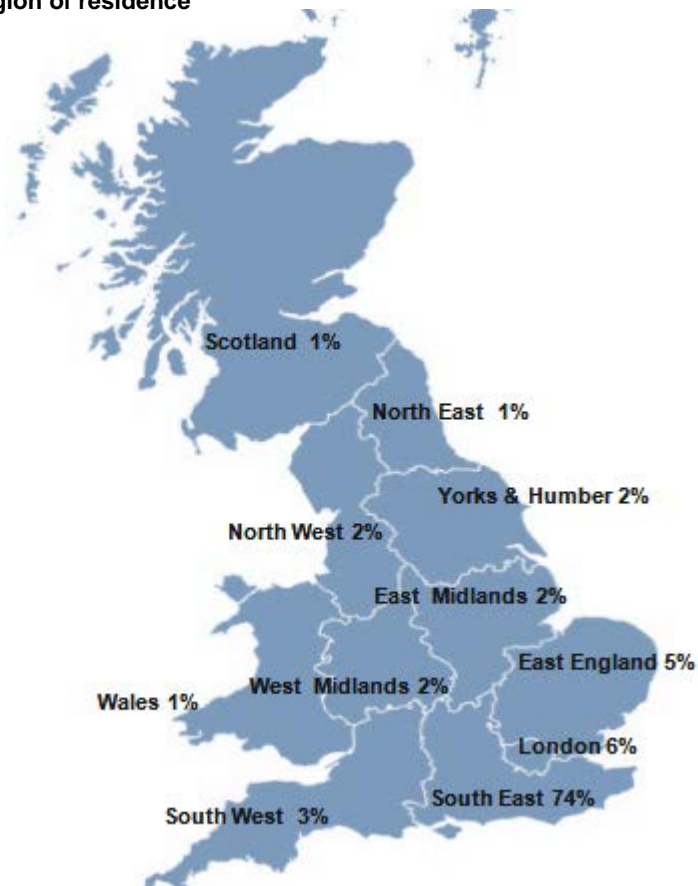 gion of residence
Scotland 1%
North East 1%
Yorks & Humber 2%
North West 2%
East Midlands 2%
East England 5%
West Midlands 2%
Wales 1%
London 6%
South East 74%
South West 3%